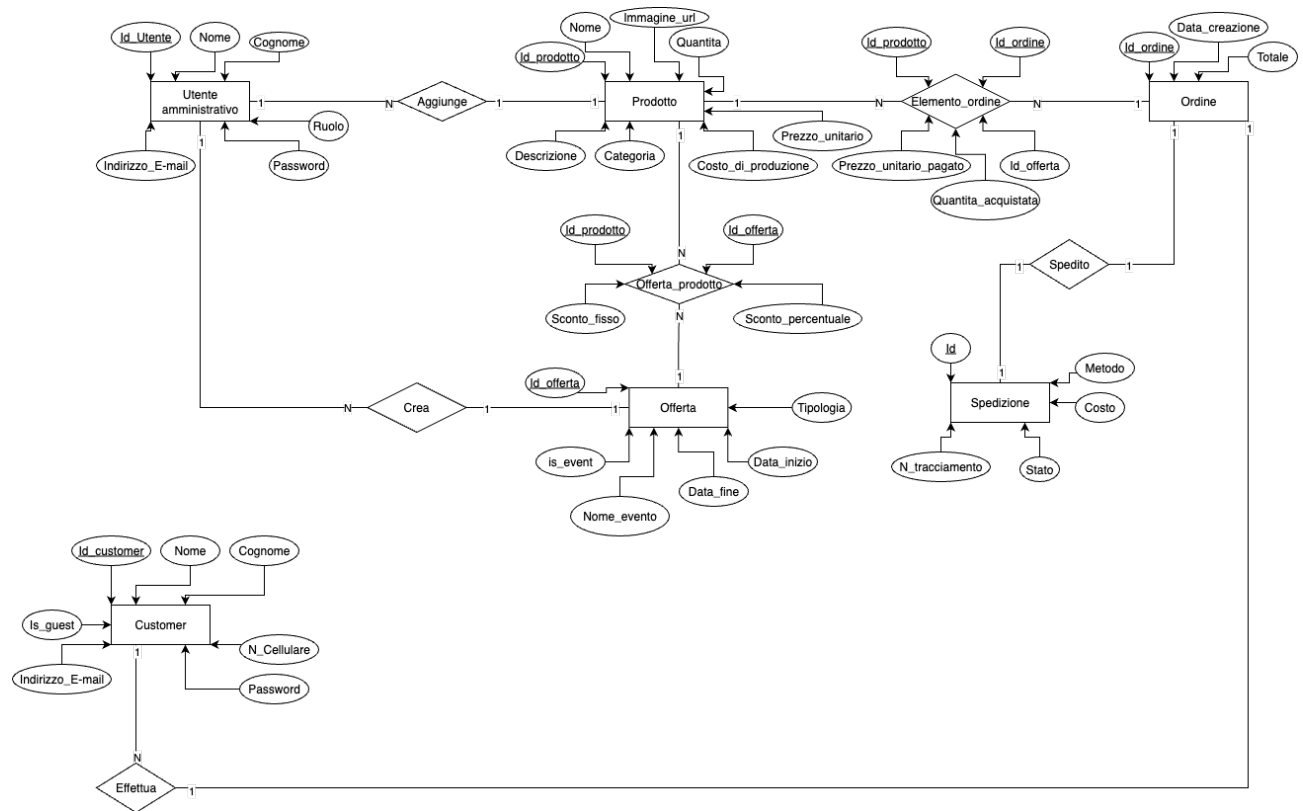 Id_Utente
Nome
Cognome
Utente
amministrativo
Indirizzo_E-mail
Password
Ruolo
1
N
Aggiunge
1
1
Immagine_url
Nome
Quantita
Id_prodotto
Prodotto
Prezzo_unitario
Descrizione
Categoria
Costo_di_produzione
1
N
Id_prodotto
Id_ordine
Elemento_ordine
Prezzo_unitario_pagato
Quantita_acquistata
Id_offerta
N
1
Data_creazione
Id_ordine
Totale
Ordine
1
1
1
1
N
Id_prodotto
Id_offerta
Offerta_prodotto
Sconto_fisso
Sconto_percentuale
N
1
1
Spedito
1
1
Id
Metodo
Spedizione
Costo
N_tracciamento
Stato
N
Crea
1
1
Id_offerta
Offerta
Tipologia
is_event
Data_inizio
Data_fine
Nome_evento
Id_customer
Nome
Cognome
Is_guest
Customer
N_Cellulare
Indirizzo_E-mail
Password
1
N
Effettua
1